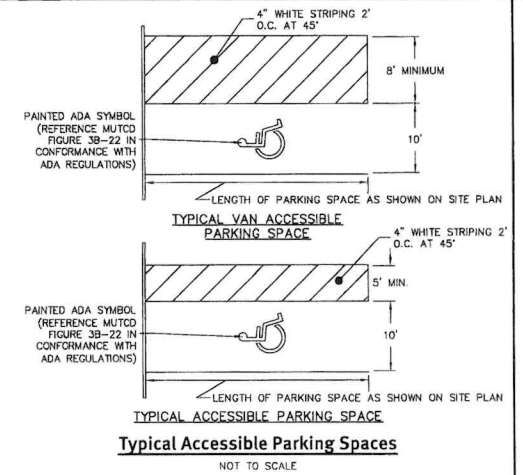 4" WHITE STRIPING 2'
O.C. AT 45'
8' MINIMUM
PAINTED ADA SYMBOL
(REFERENCE MUTCD
FIGURE 3B-22 IN
CONFORMANCE WITH
ADA REGULATIONS)
10'
LENGTH OF PARKING SPACE AS SHOWN ON SITE PLAN
TYPICAL VAN ACCESSIBLE
PARKING SPACE
4" WHITE STRIPING 2'
O.C. AT 45'
5' MIN.
PAINTED ADA SYMBOL
(REFERENCE MUTCD
FIGURE 3B-22 IN
CONFORMANCE WITH
ADA REGULATIONS)
10'
LENGTH OF PARKING SPACE AS SHOWN ON SITE PLAN
TYPICAL ACCESSIBLE PARKING SPACE
Typical Accessible Parking Spaces
NOT TO SCALE